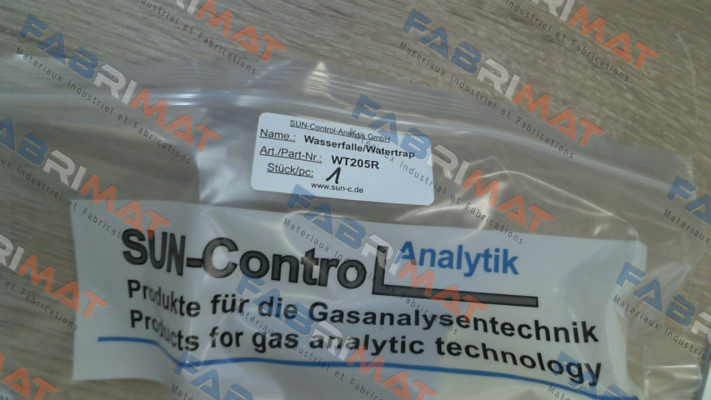 SUN-Control-Analytik GmbH
Name.: Wasserfalle/Watertrap
Art./Part-Nr.: WT205R
Stück/pc: 1
www.sun-c.de
SUN-Control Analytik
Produkte für die Gasanalysentechnik
Products for gas analytic technology
FABRIMAT
Materiaux Industriel et Fabrications